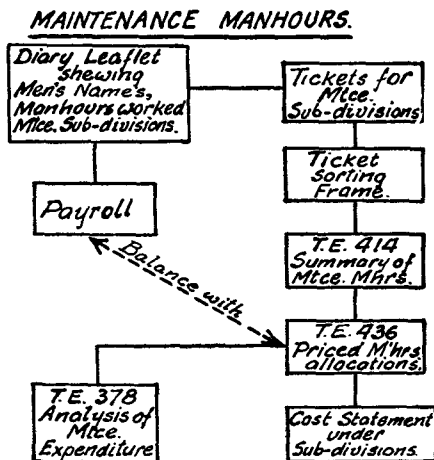 MAINTENANCE MANHOURS.
Diary Leaflet
shewing
Men's Name's,
Manhours worked
Mtce. Sub-divisions.
Tickets for
Mtce.
Sub-divisions
Ticket
Sorting
Frame.
Payroll
T.E. 414
Summary of
Mtce. Mhrs.
Balance with
T.E. 436
Priced M'hrs.
allocations.
T.E. 378
Analysis of
Mtce.
Expenditure
Cost Statement
under
Sub-divisions.